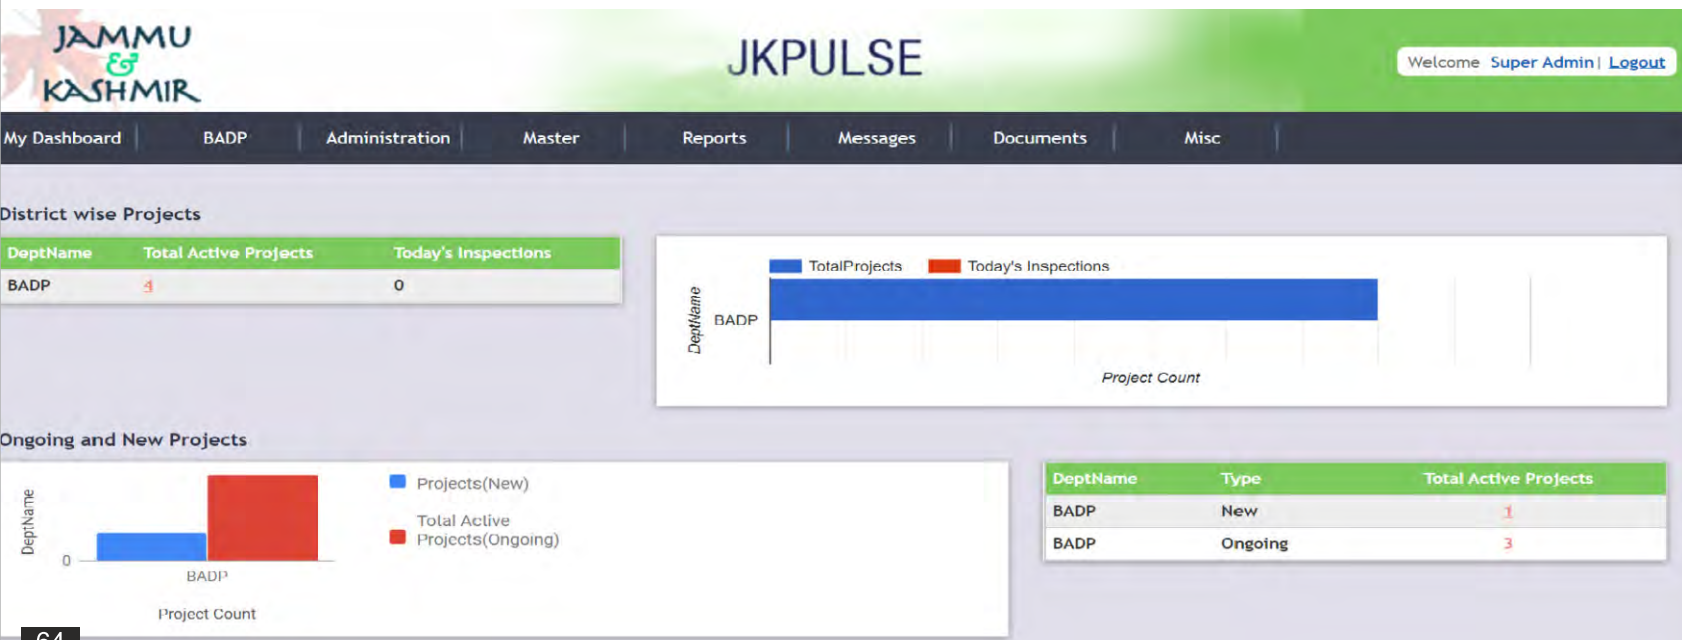 JAMMU
&
KASHMIR
JKPULSE
Welcome Super Admin| Logout
My Dashboard BADP Administration Master Reports Messages Documents Misc
District wise Projects
DeptName Total Active Projects Today's Inspections
BADP 4 0
TotalProjects Today's Inspections
DeptName
BADP
Project Count
Ongoing and New Projects
Projects(New)
Total Active
Projects(Ongoing)
DeptName
0
BADP
Project Count
DeptName Type Total Active Projects
BADP New 1
BADP Ongoing 3
64